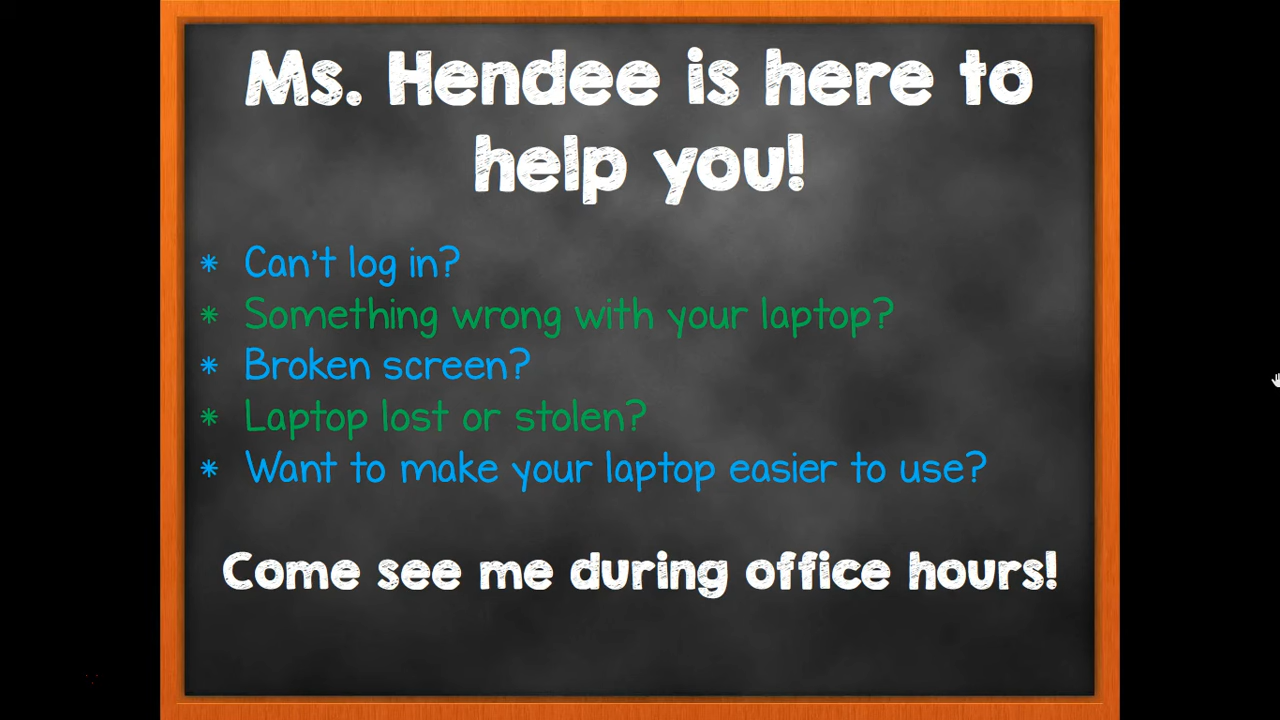 Ms. Hendee is here to
help you!
* Can't log in?
* Something wrong with your laptop?
* Broken screen?
* Laptop lost or stolen?
* Want to make your laptop easier to use?
Come see me during office hours!